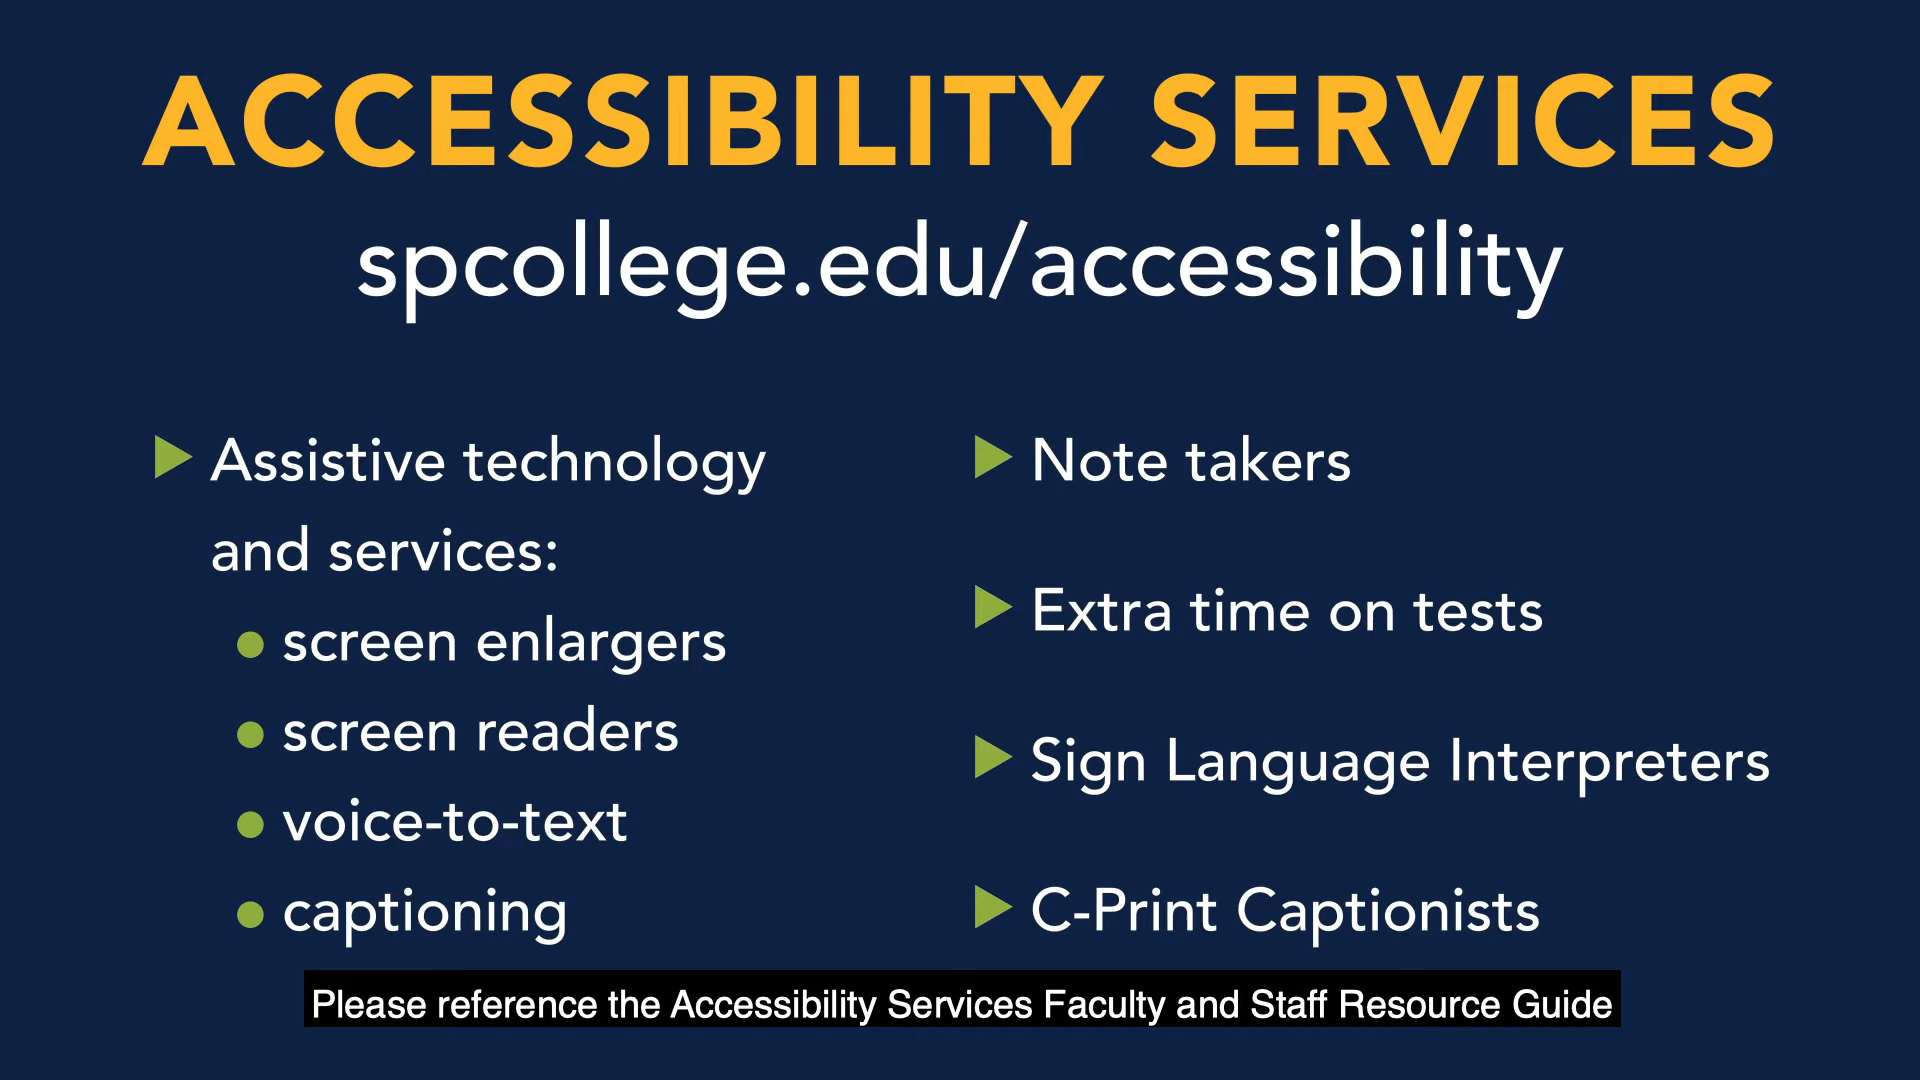 ACCESSIBILITY SERVICES
spcollege.edu/accessibility
Assistive technology
and services:
screen enlargers
screen readers
voice-to-text
captioning
Note takers
Extra time on tests
Sign Language Interpreters
C-Print Captionists
Please reference the Accessibility Services Faculty and Staff Resource Guide